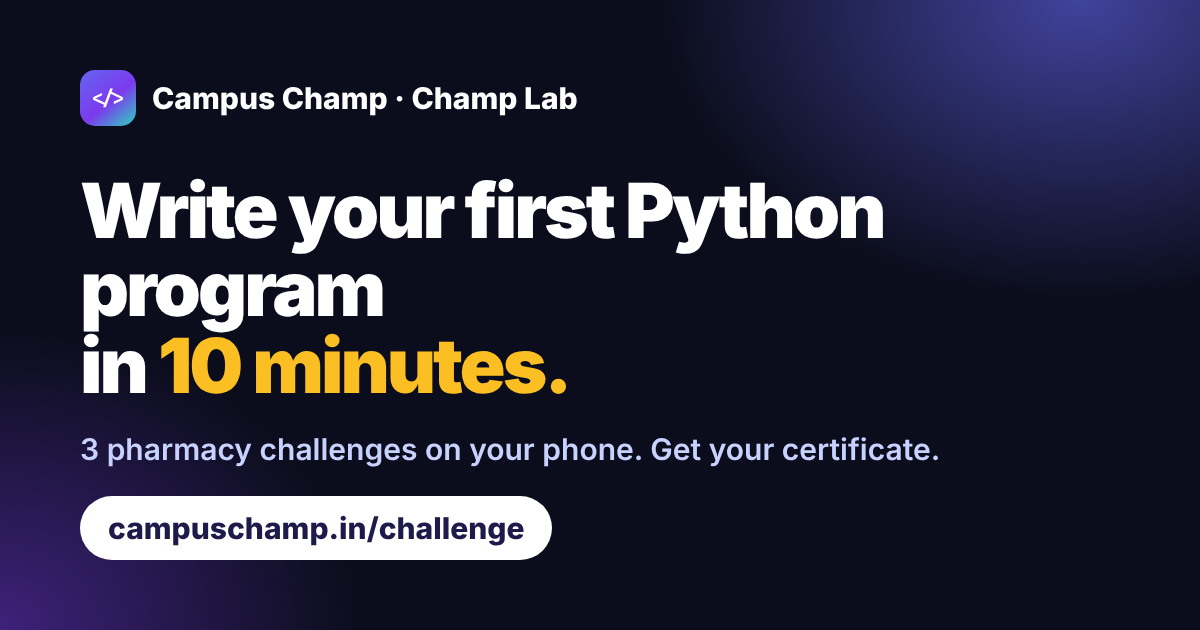 </>
Campus Champ · Champ Lab
Write your first Python
program
in 10 minutes.
3 pharmacy challenges on your phone. Get your certificate.
campuschamp.in/challenge